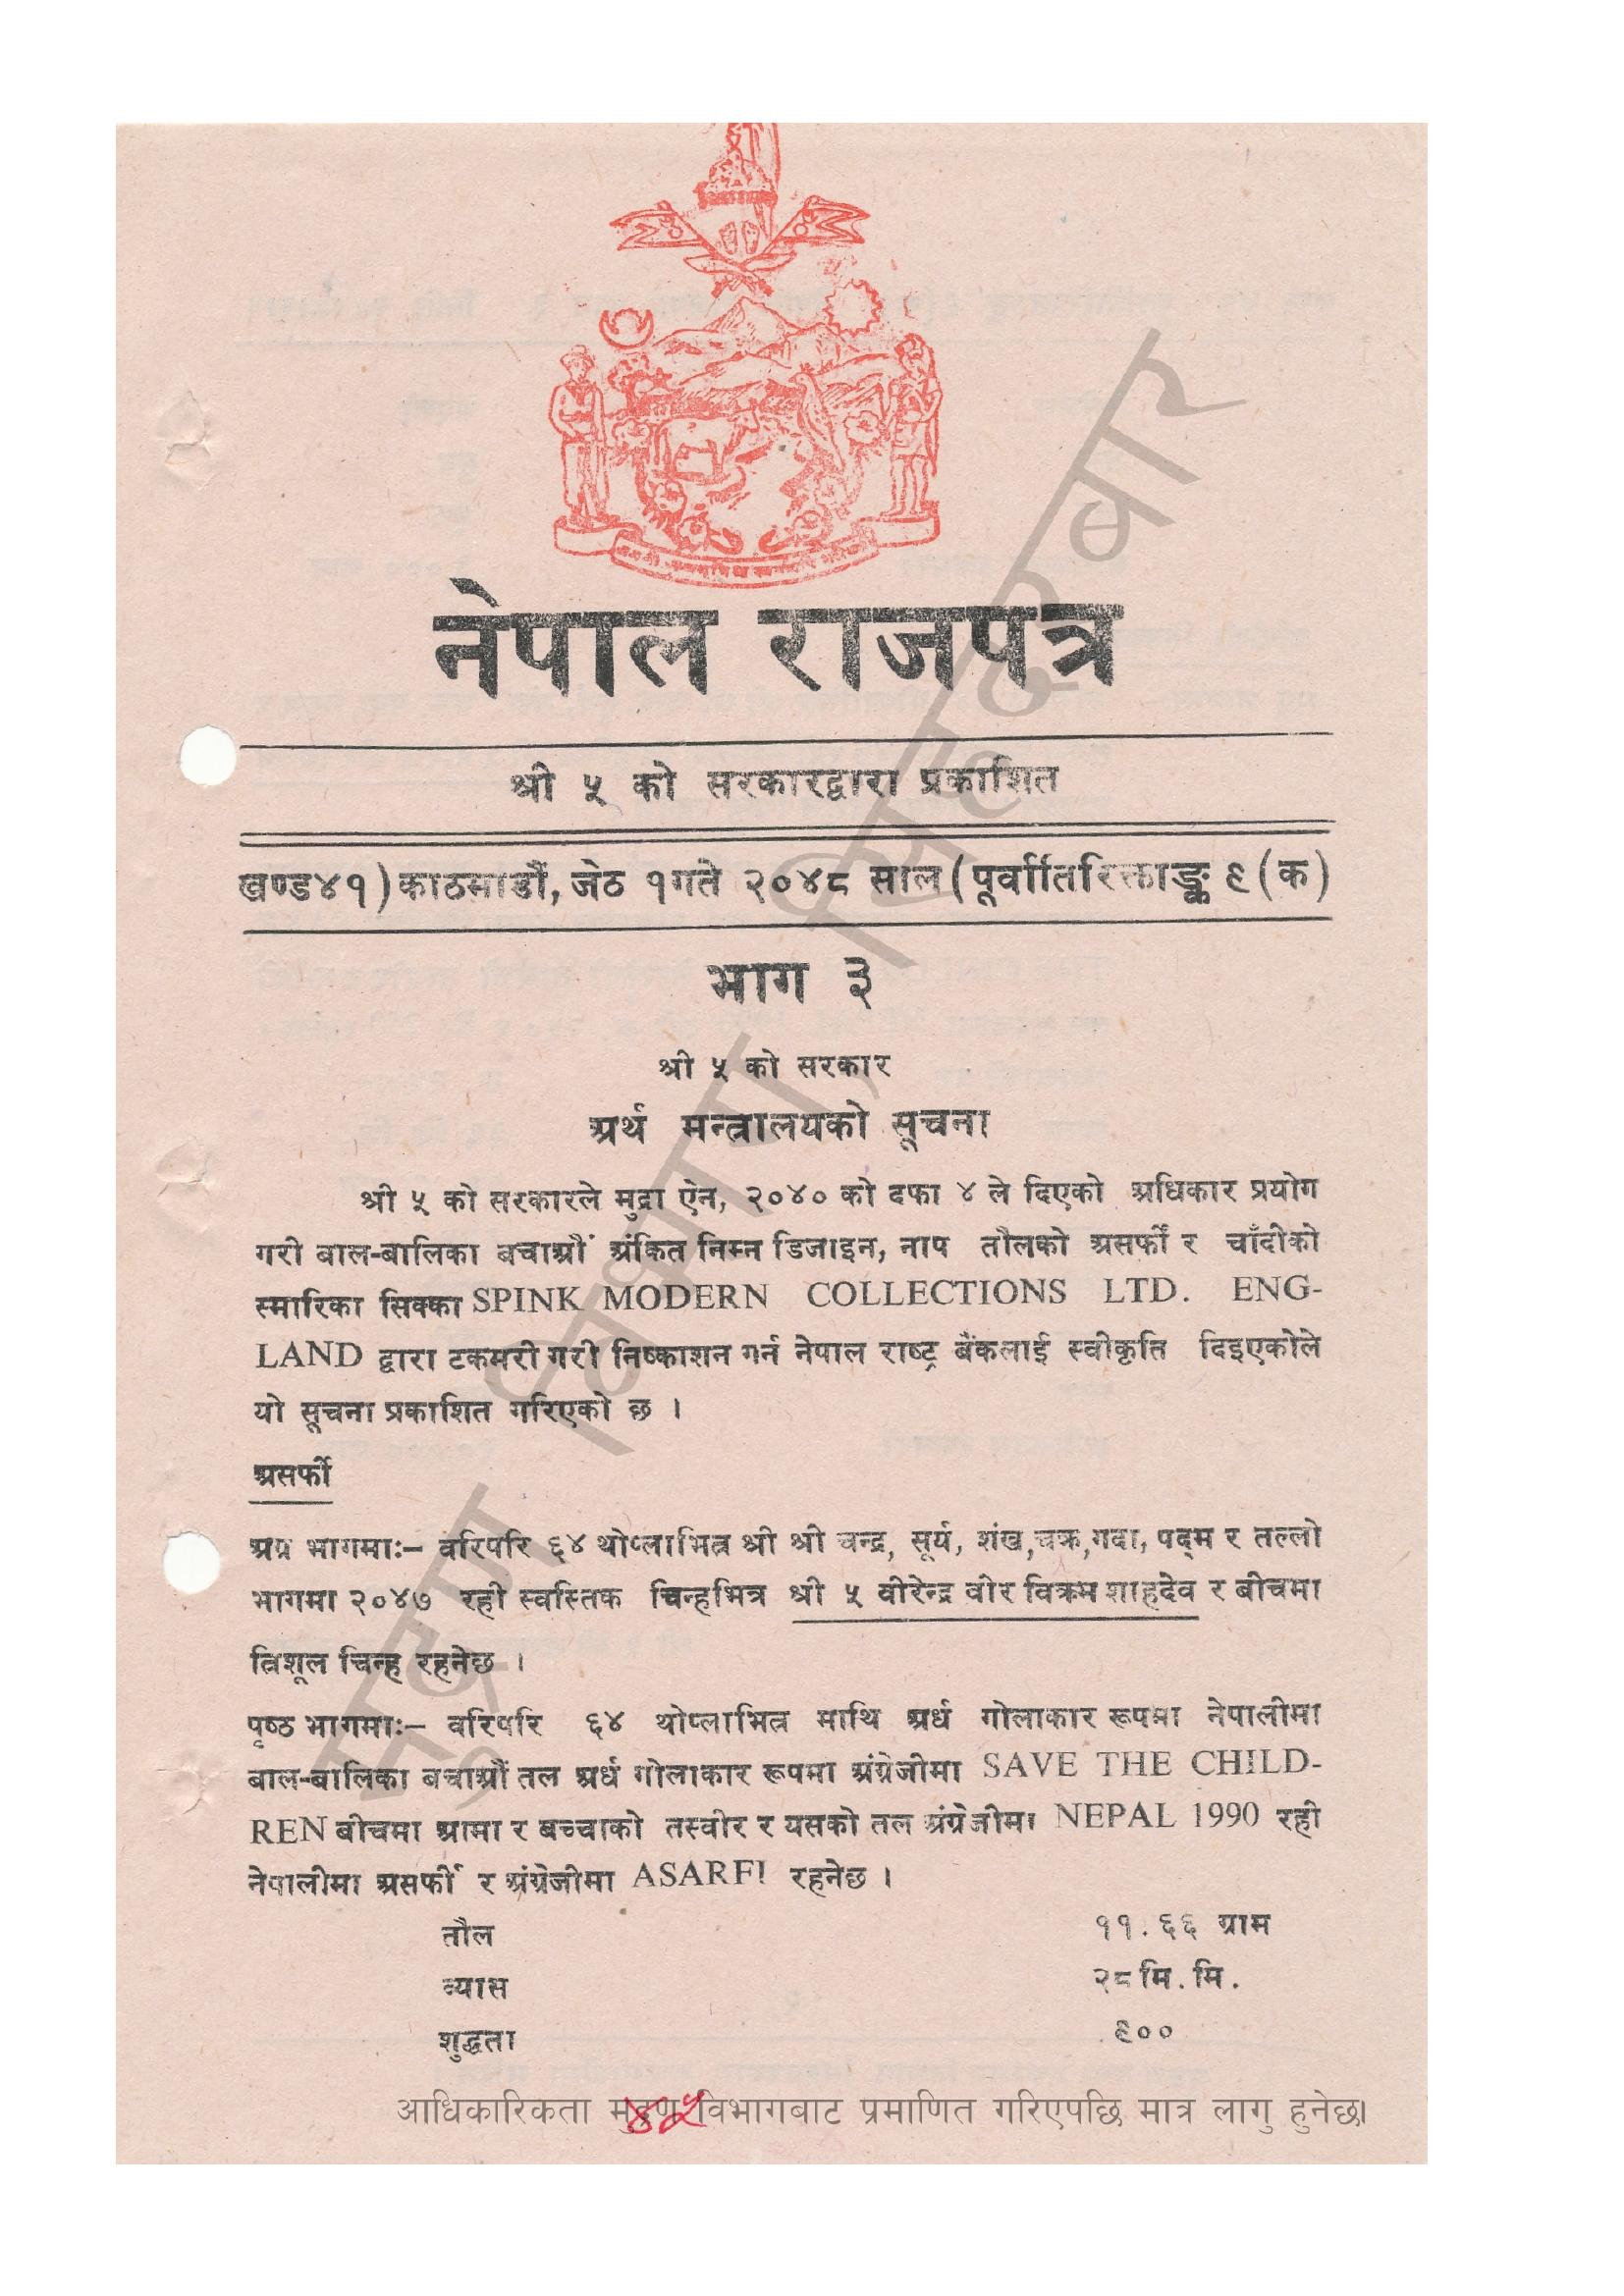 नेपाल राजपत्र
श्री ५ को सरकारद्वारा प्रकाशित
खण्ड४१) काठमाडौं, जेठ १गते २०४८ साल (पूर्वातिरिक्ताङ्क ९(क)
भाग ३
श्री ५ को सरकार
अर्थ मन्त्रालयको सूचना
श्री ५ को सरकारले मुद्रा ऐन, २०४० को दफा ४ ले दिएको अधिकार प्रयोग
गरी बाल-बालिका बचाऔं अंकित निम्न डिजाइन, नाप तौलको असर्फी र चाँदीको
स्मारिका सिक्का SPINK MODERN COLLECTIONS LTD. ENG-
LAND द्वारा टकमरी गरी निष्काशन गर्न नेपाल राष्ट्र बैंकलाई स्वीकृति दिइएकोले
यो सूचना प्रकाशित गरिएको छ ।
असर्फी
अग्र भागमाः– वरिपरि ६४ थोप्लाभित्र श्री श्री चन्द्र, सूर्य, शंख,चक्र,गदा, पद्म र तल्लो
भागमा २०४७ रही स्वस्तिक चिन्हभित्र श्री ५ वीरेन्द्र वीर विक्रम शाहदेव र बीचमा
त्रिशूल चिन्ह रहनेछ ।
पृष्ठ भागमाः– वरिपरि ६४ थोप्लाभित्र माथि अर्ध गोलाकार रूपमा नेपालीमा
बाल-बालिका बचाऔं तल अर्ध गोलाकार रूपमा अंग्रेजीमा SAVE THE CHILD-
REN बीचमा आमा र बच्चाको तस्वीर र यसको तल अंग्रेजीमा NEPAL 1990 रही
नेपालीमा असर्फी र अंग्रेजीमा ASARFI रहनेछ ।
तौल ११.६६ ग्राम
व्यास २८ मि.मि.
शुद्धता ९००
आधिकारिकता मुद्रण विभागबाट प्रमाणित गरिएपछि मात्र लागु हुनेछ।
४५
मुद्रण विभाग, सिंहदरबार